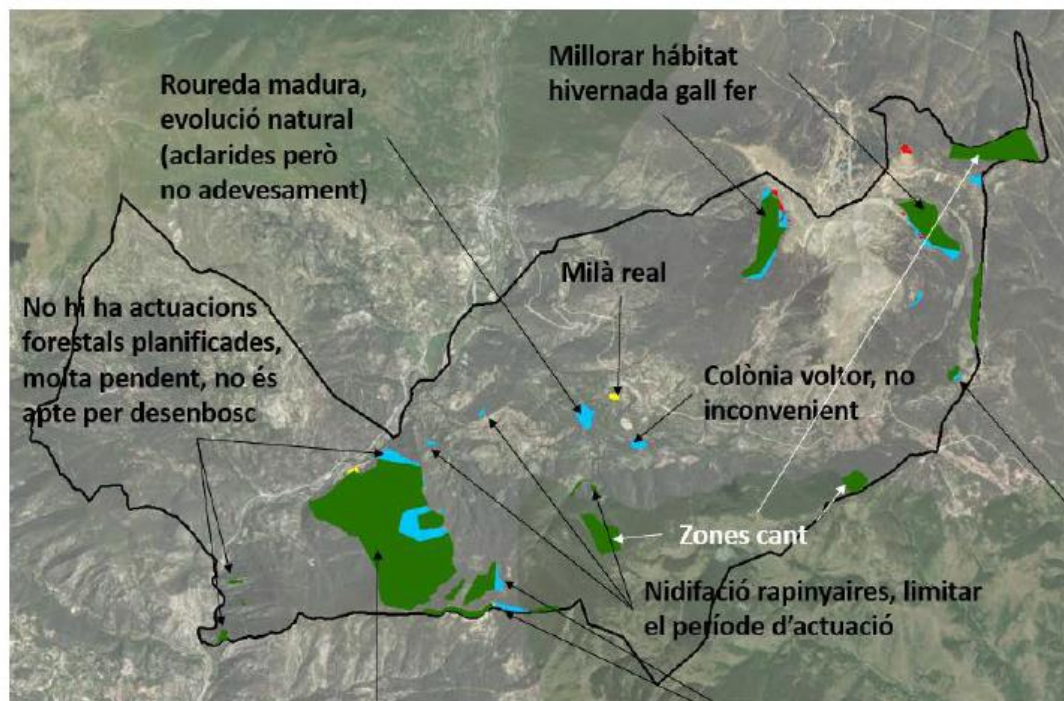 Roureda madura,
evolució natural
(aclarides però
no adevesament)
Millorar hábitat
hivernada gall fer
Milà real
No hi ha actuacions
forestals planificades,
molta pendent, no és
apte per desenbosc
Colònia voltor, no
inconvenient
Zones cant
Nidifació rapinyaires, limitar
el període d'actuació